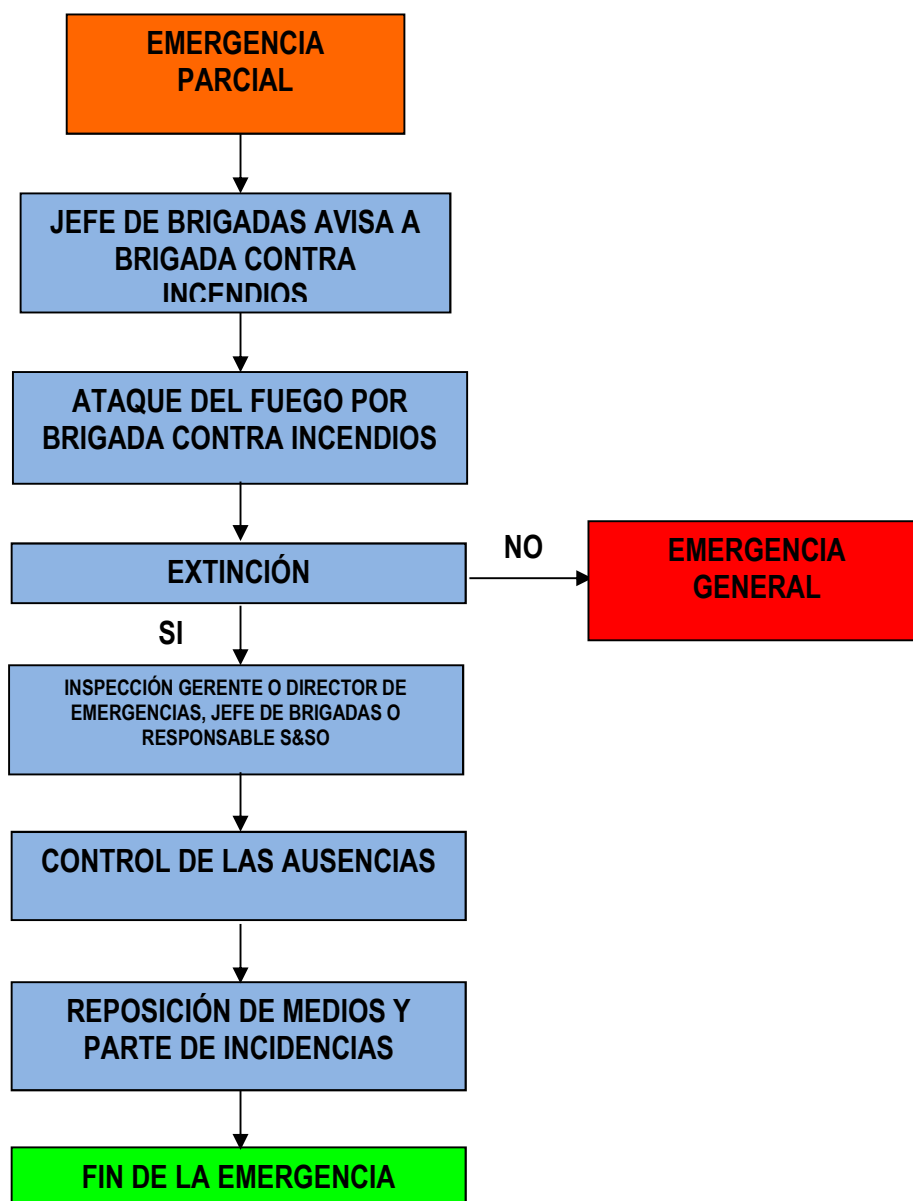 EMERGENCIA
PARCIAL
JEFE DE BRIGADAS AVISA A
BRIGADA CONTRA
INCENDIOS
ATAQUE DEL FUEGO POR
BRIGADA CONTRA INCENDIOS
EXTINCIÓN
NO
EMERGENCIA
GENERAL
SI
INSPECCIÓN GERENTE O DIRECTOR DE
EMERGENCIAS, JEFE DE BRIGADAS O
RESPONSABLE S&SO
CONTROL DE LAS AUSENCIAS
REPOSICIÓN DE MEDIOS Y
PARTE DE INCIDENCIAS
FIN DE LA EMERGENCIA